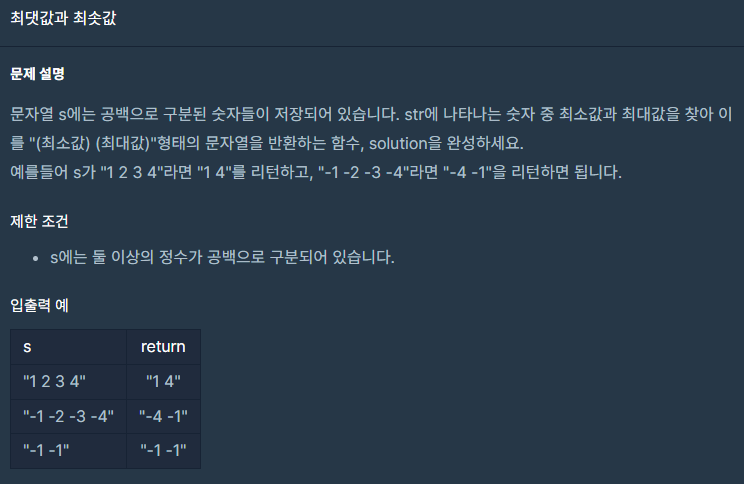 최댓값과 최솟값
문제 설명
문자열 s에는 공백으로 구분된 숫자들이 저장되어 있습니다. str에 나타나는 숫자 중 최소값과 최대값을 찾아 이
를 "(최소값) (최대값)"형태의 문자열을 반환하는 함수, solution을 완성하세요.
예를들어 s가 "1 2 3 4"라면 "1 4"를 리턴하고, "-1 -2 -3 -4"라면 "-4 -1"을 리턴하면 됩니다.
제한 조건
• s에는 둘 이상의 정수가 공백으로 구분되어 있습니다.
입출력 예
s return
"1 2 3 4" "1 4"
"-1 -2 -3 -4" "-4 -1"
"-1 -1" "-1 -1"